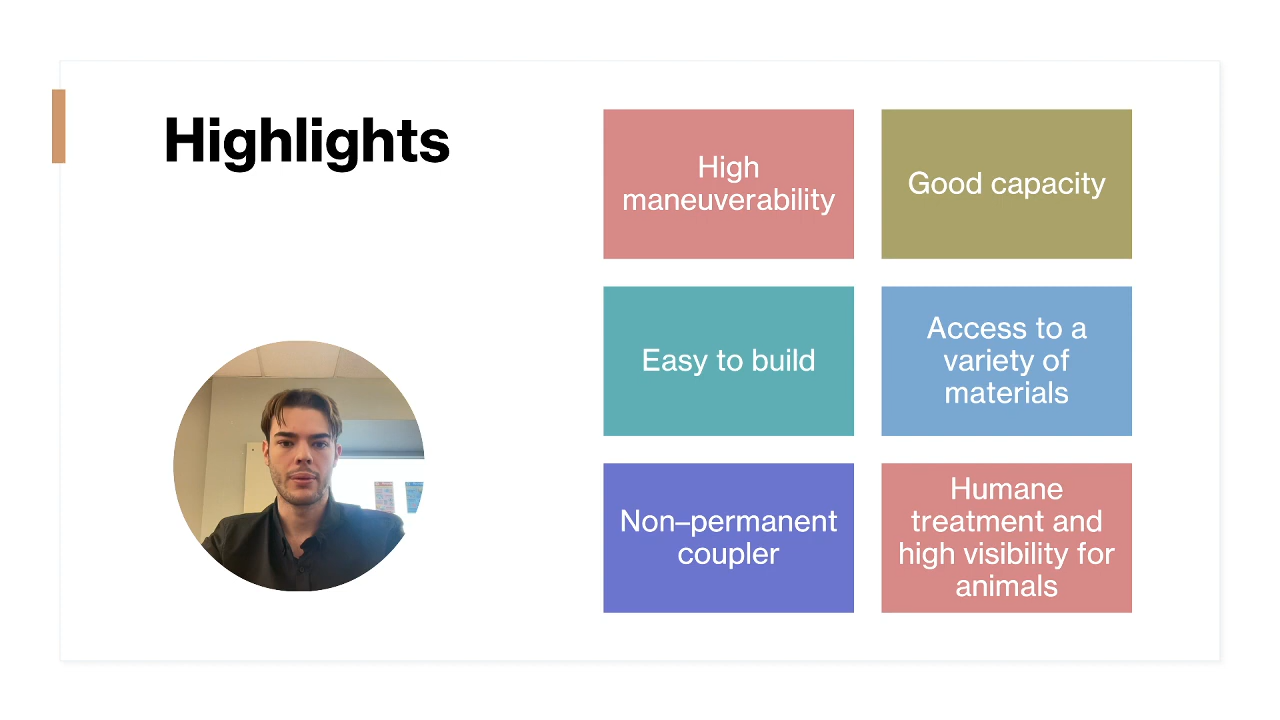 Highlights
High
maneuverability
Good capacity
Easy to build
Access to a
variety of
materials
Non–permanent
coupler
Humane
treatment and
high visibility for
animals